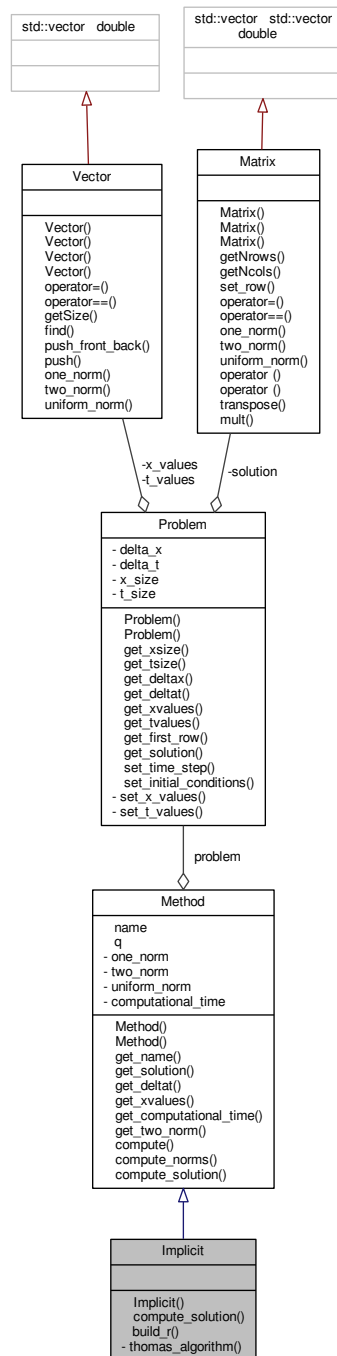 std::vector double
std::vector std::vector
double
Vector
Vector()
Vector()
Vector()
Vector()
operator=()
operator==()
getSize()
find()
push_front_back()
push()
one_norm()
two_norm()
uniform_norm()
Matrix
Matrix()
Matrix()
Matrix()
getNrows()
getNcols()
set_row()
operator=()
operator==()
one_norm()
two_norm()
uniform_norm()
operator ()
operator ()
transpose()
mult()
-x_values
-t_values
-solution
Problem
- delta_x
- delta_t
- x_size
- t_size
Problem()
Problem()
get_xsize()
get_tsize()
get_deltax()
get_deltat()
get_xvalues()
get_tvalues()
get_first_row()
get_solution()
set_time_step()
set_initial_conditions()
- set_x_values()
- set_t_values()
problem
Method
name
q
- one_norm
- two_norm
- uniform_norm
- computational_time
Method()
Method()
get_name()
get_solution()
get_deltat()
get_xvalues()
get_computational_time()
get_two_norm()
compute()
compute_norms()
compute_solution()
Implicit
Implicit()
compute_solution()
build_r()
- thomas_algorithm()